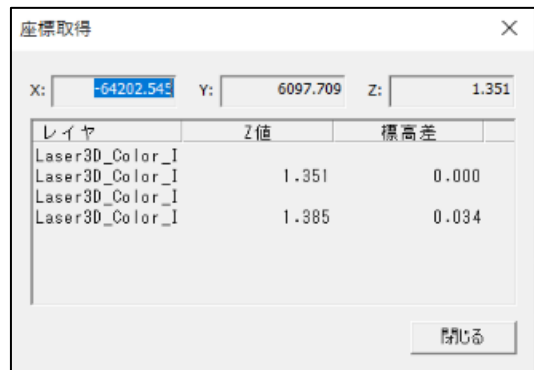 座標取得
X: -64202.545 Y: 6097.709 Z: 1.351
レイヤ Z値 標高差
Laser3D_Color_I
Laser3D_Color_I 1.351 0.000
Laser3D_Color_I
Laser3D_Color_I 1.385 0.034
閉じる